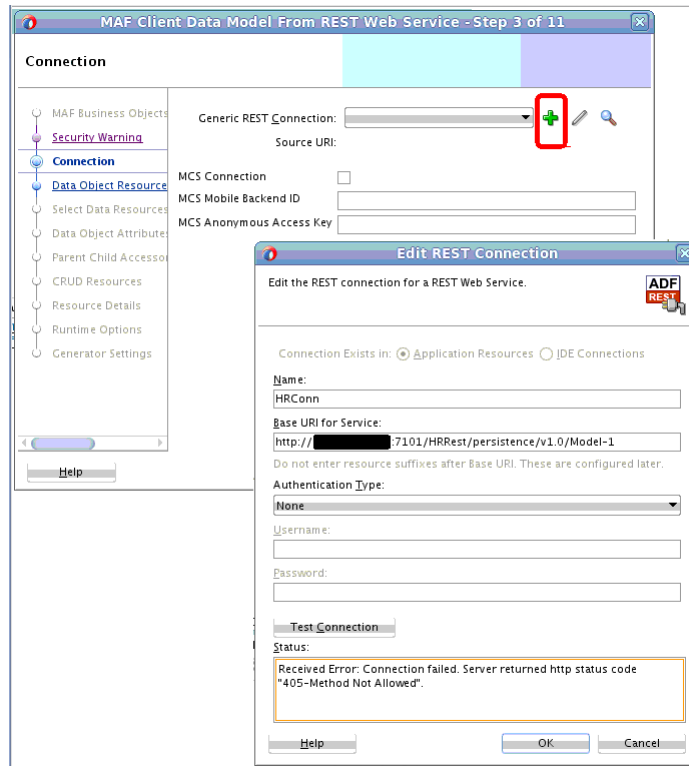 MAF Client Data Model From REST Web Service - Step 3 of 11
Connection
MAF Business Objects
Security Warning
Connection
Data Object Resource
Select Data Resources
Data Object Attribute
Parent Child Accessor
CRUD Resources
Resource Details
Runtime Options
Generator Settings
Help
Generic REST Connection:
Source URI:
MCS Connection
MCS Mobile Backend ID
MCS Anonymous Access Key
Edit REST Connection
Edit the REST connection for a REST Web Service.
ADF
REST
Connection Exists in: Application Resources IDE Connections
Name:
HRConn
Base URI for Service:
http:// :7101/HRRest/persistence/v1.0/Model-1
Do not enter resource suffixes after Base URI. These are configured later.
Authentication Type:
None
Username:
Password:
Test Connection
Status:
Received Error: Connection failed. Server returned http status code
"405-Method Not Allowed".
Help OK Cancel